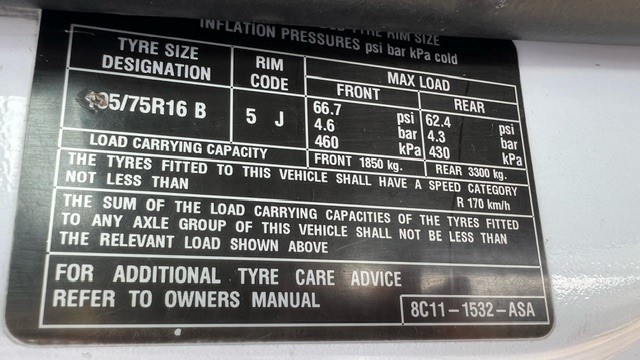 TYRE RIM SIZE
INFLATION PRESSURES psi bar kPa cold
TYRE SIZE DESIGNATION
RIM CODE
MAX LOAD
FRONT
REAR
5/75R16 B
5 J
66.7 psi 62.4 psi
4.6 bar 4.3 bar
460 kPa 430 kPa
LOAD CARRYING CAPACITY
FRONT 1850 kg.
REAR 3300 kg.
THE TYRES FITTED TO THIS VEHICLE SHALL HAVE A SPEED CATEGORY
NOT LESS THAN
R 170 km/h
THE SUM OF THE LOAD CARRYING CAPACITIES OF THE TYRES FITTED
TO ANY AXLE GROUP OF THIS VEHICLE SHALL NOT BE LESS THAN
THE RELEVANT LOAD SHOWN ABOVE
FOR ADDITIONAL TYRE CARE ADVICE
REFER TO OWNERS MANUAL
8C11-1532-ASA